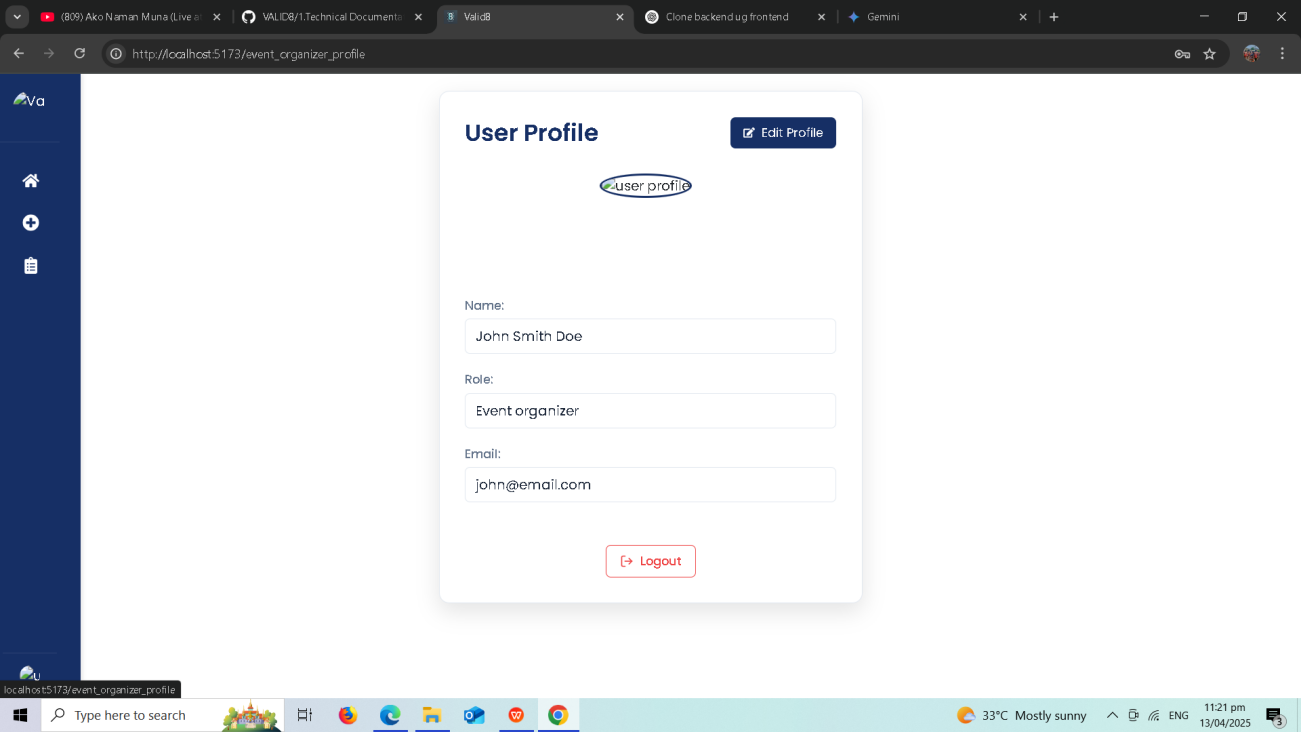 (809) Ako Naman Muna (Live a
VALID8/1.Technical Documenta
Valid8
Clone backend ug frontend
Gemini
http://localhost:5173/event_organizer_profile
Va
User Profile
Edit Profile
user profile
Name:
John Smith Doe
Role:
Event organizer
Email:
john@email.com
Logout
localhost:5173/event_organizer_profile
Type here to search
33°C Mostly sunny
ENG
11:21 pm
13/04/2025
3